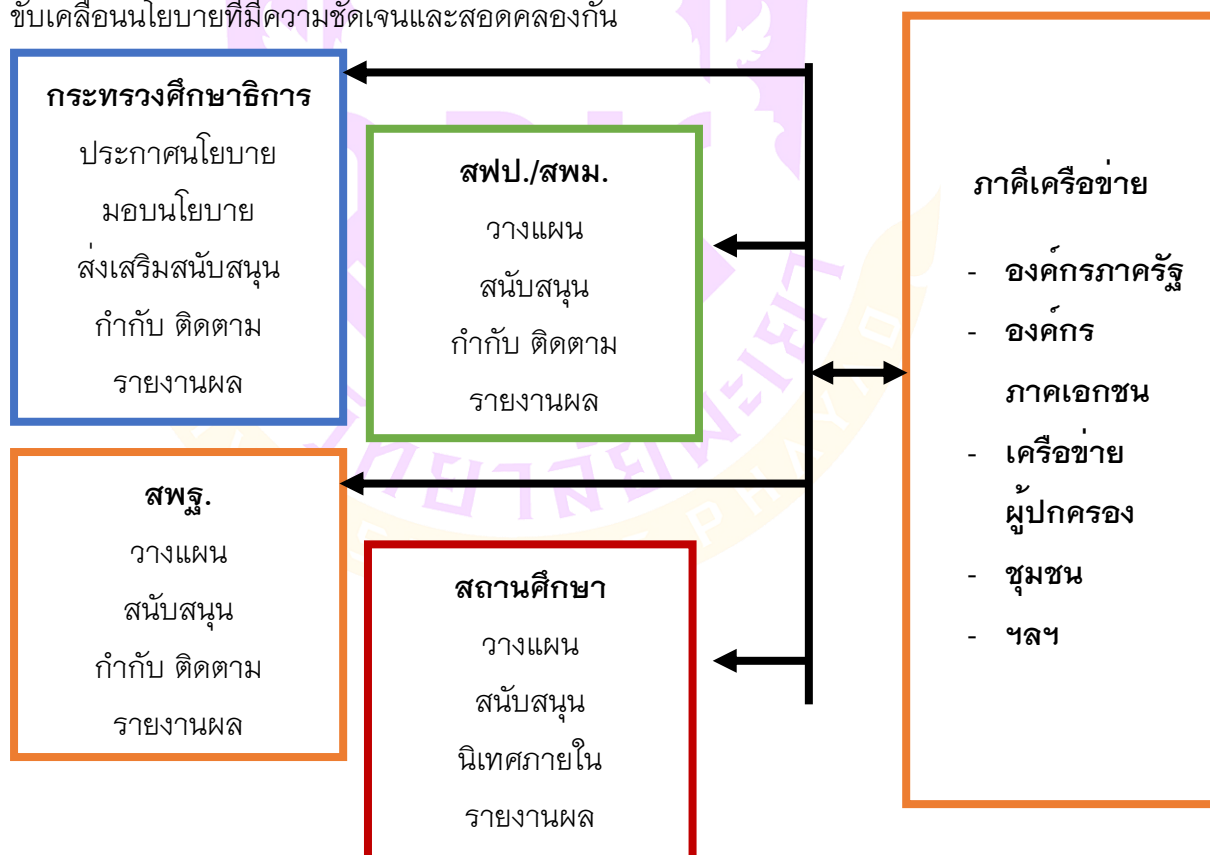 ขับเคลื่อนนโยบายที่มีความชัดเจนและสอดคลองกัน
กระทรวงศึกษาธิการ
ประกาศนโยบาย
มอบนโยบาย
ส่งเสริมสนับสนุน
กำกับ ติดตาม
รายงานผล
สฟป./สพม.
วางแผน
สนับสนุน
กำกับ ติดตาม
รายงานผล
สพฐ.
วางแผน
สนับสนุน
กำกับ ติดตาม
รายงานผล
สถานศึกษา
วางแผน
สนับสนุน
นิเทศภายใน
รายงานผล
ภาคีเครือข่าย
- องค์กรภาครัฐ
- องค์กร
ภาคเอกชน
- เครือข่าย
ผู้ปกครอง
- ชุมชน
- ฯลฯ